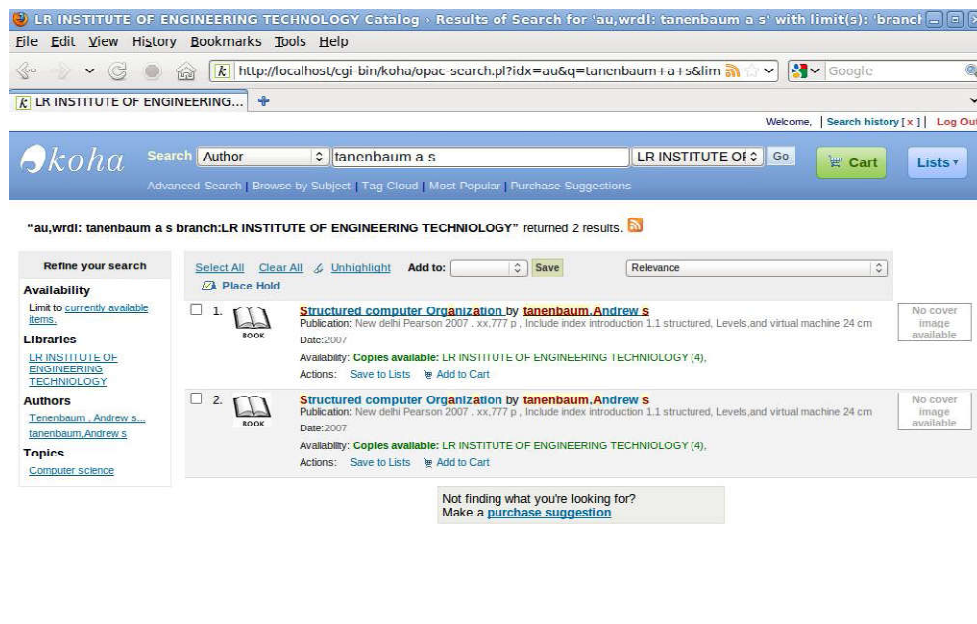 LR INSTITUTE OF ENGINEERING TECHNOLOGY Catalog › Results of Search for 'au,wrdl: tanenbaum a s' with limit(s): 'branch
File Edit View History Bookmarks Tools Help
k http://localhost/cgi-bin/koha/opac-search.pl?idx=au&q=tanenbaum+a+s&lim Google
k LR INSTITUTE OF ENGINEERING...
Welcome, | Search history [ x ] | Log Out
koha Search Author tanenbaum a s LR INSTITUTE OF Go Cart Lists
Advanced Search | Browse by Subject | Tag Cloud | Most Popular | Purchase Suggestions
"au,wrdl: tanenbaum a s branch:LR INSTITUTE OF ENGINEERING TECHNIOLOGY" returned 2 results.
Refine your search
Availability
Limit to currently available
items.
Libraries
LR INSTITUTE OF
ENGINEERING
TECHNIOLOGY
Authors
Tenenbaum , Andrew s...
tanenbaum,Andrew s
Topics
Computer science
Select All Clear All Unhighlight Add to: Save Relevance
Place Hold
1. Structured computer Organization by tanenbaum,Andrew s
BOOK
Publication: New delhi Pearson 2007 . xx,777 p , Include index introduction 1.1 structured, Levels,and virtual machine 24 cm
Date:2007
Availability: Copies available: LR INSTITUTE OF ENGINEERING TECHNIOLOGY (4),
Actions: Save to Lists Add to Cart
No cover
image
available
2. Structured computer Organization by tanenbaum,Andrew s
BOOK
Publication: New delhi Pearson 2007 . xx,777 p , Include index introduction 1.1 structured, Levels,and virtual machine 24 cm
Date:2007
Availability: Copies available: LR INSTITUTE OF ENGINEERING TECHNIOLOGY (4),
Actions: Save to Lists Add to Cart
No cover
image
available
Not finding what you're looking for?
Make a purchase suggestion